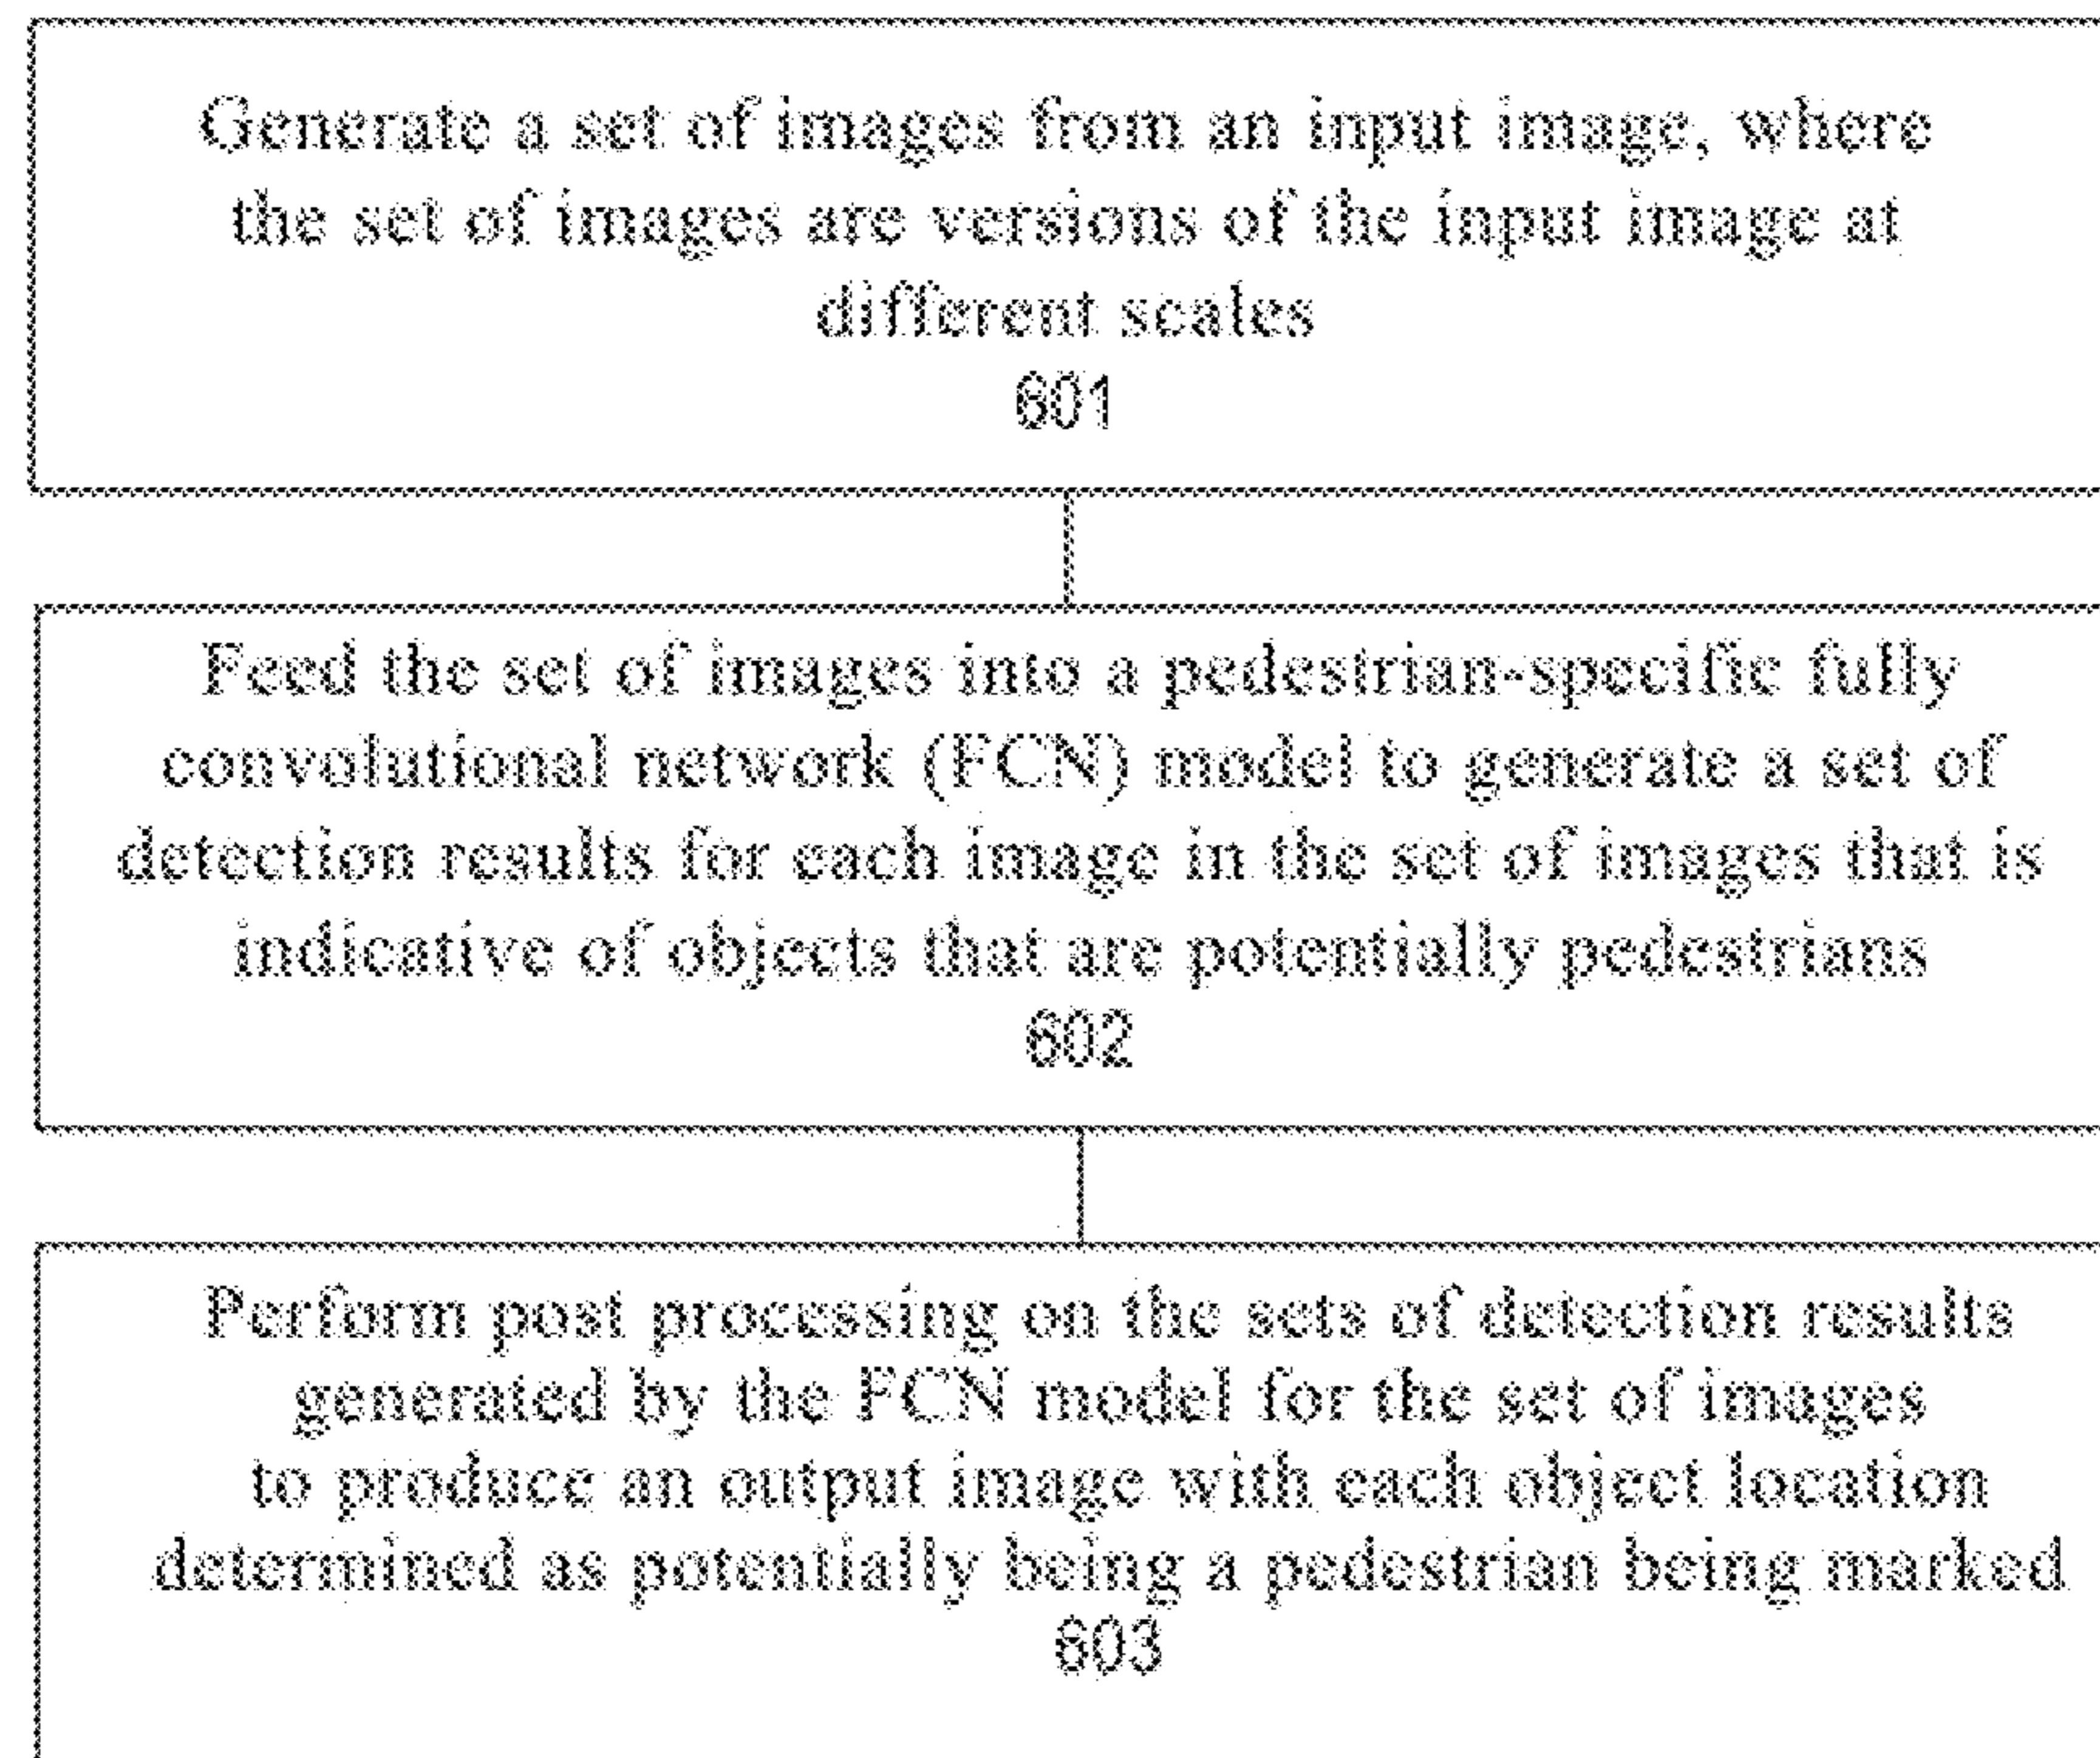 Generate a set of images from an input image, where
the set of images are versions of the input image at
different scales
601
Feed the set of images into a pedestrian-specific fully
convolutional network (FCN) model to generate a set of
detection results for each image in the set of images that is
indicative of objects that are potentially pedestrians
602
Perform post processing on the sets of detection results
generated by the FCN model for the set of images
to produce an output image with each object location
determined as potentially being a pedestrian being marked
603